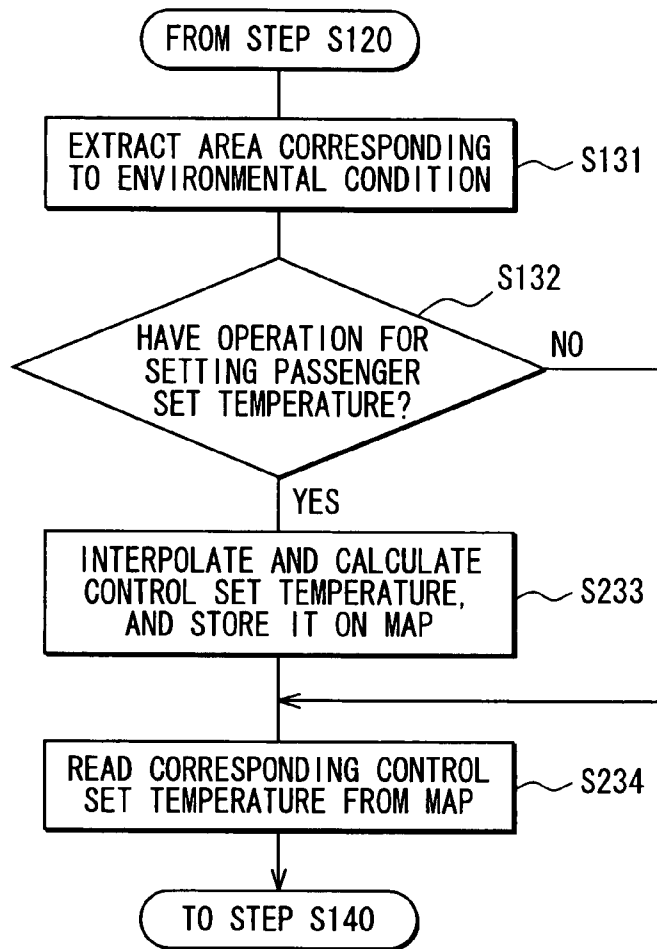 FROM STEP S120
EXTRACT AREA CORRESPONDING
TO ENVIRONMENTAL CONDITION
S131
S132
HAVE OPERATION FOR
SETTING PASSENGER
SET TEMPERATURE?
NO
YES
INTERPOLATE AND CALCULATE
CONTROL SET TEMPERATURE,
AND STORE IT ON MAP
S233
READ CORRESPONDING CONTROL
SET TEMPERATURE FROM MAP
S234
TO STEP S140